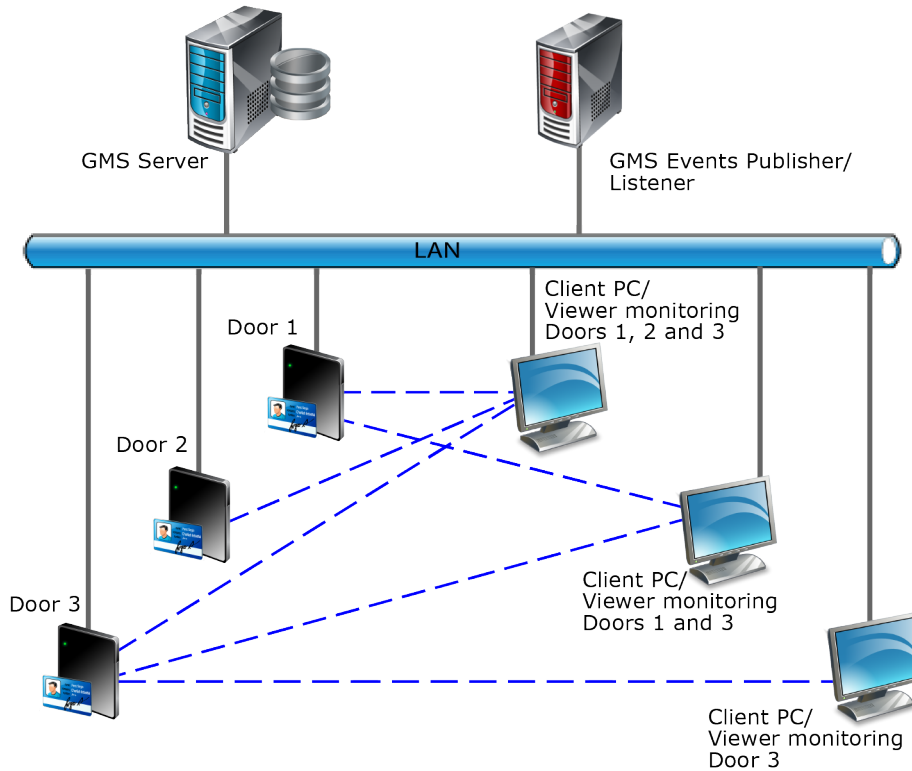 GMS Server
GMS Events Publisher/
Listener
LAN
Client PC/
Viewer monitoring
Doors 1, 2 and 3
Door 1
Door 2
Client PC/
Viewer monitoring
Doors 1 and 3
Door 3
Client PC/
Viewer monitoring
Door 3